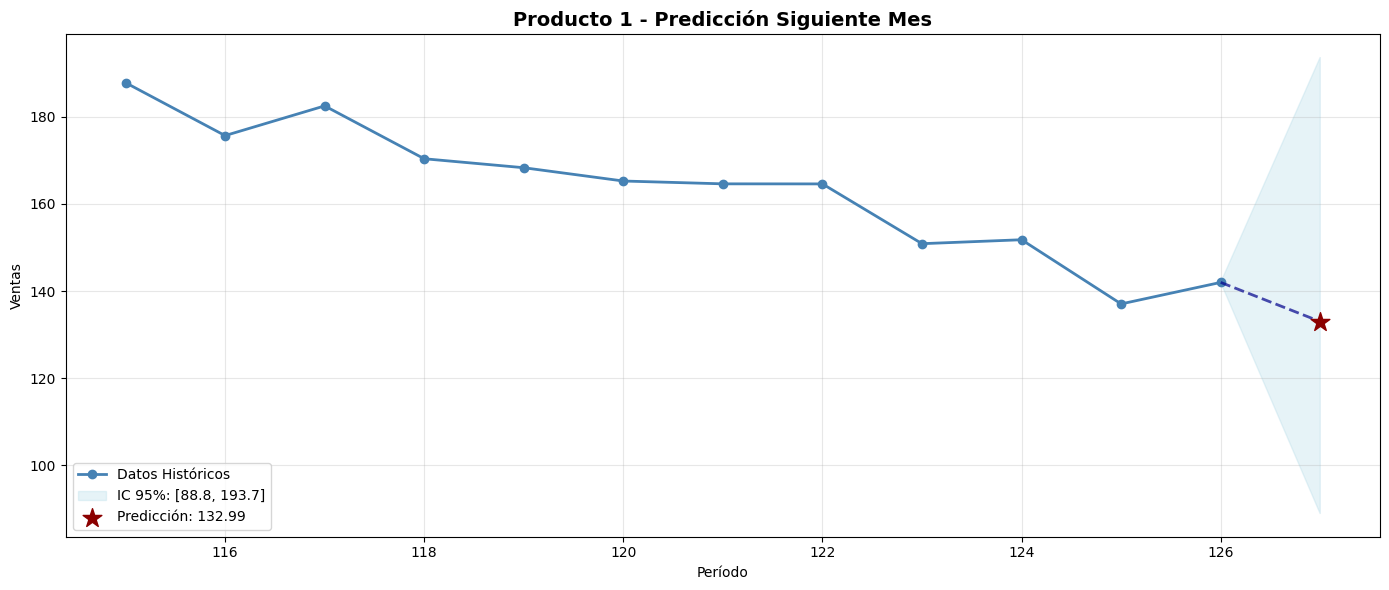 Producto 1 - Predicción Siguiente Mes
Ventas
180
160
140
120
100
Datos Históricos
IC 95%: [88.8, 193.7]
Predicción: 132.99
116 118 120 122 124 126
Período